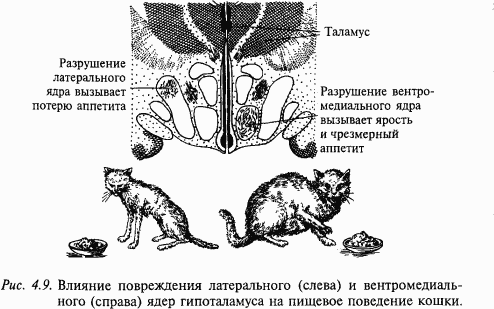 Таламус
Разрушение
латерального
ядра вызывает
потерю аппетита
Разрушение вентро-
медиального ядра
вызывает ярость
и чрезмерный
аппетит
Рис. 4.9. Влияние повреждения латерального (слева) и вентромедиаль-
ного (справа) ядер гипоталамуса на пищевое поведение кошки.